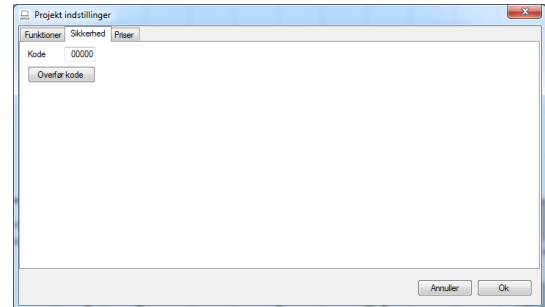 Projekt indstillinger
Funktioner Sikkerhed Priser
Kode 00000
Overfør kode
Annuller Ok